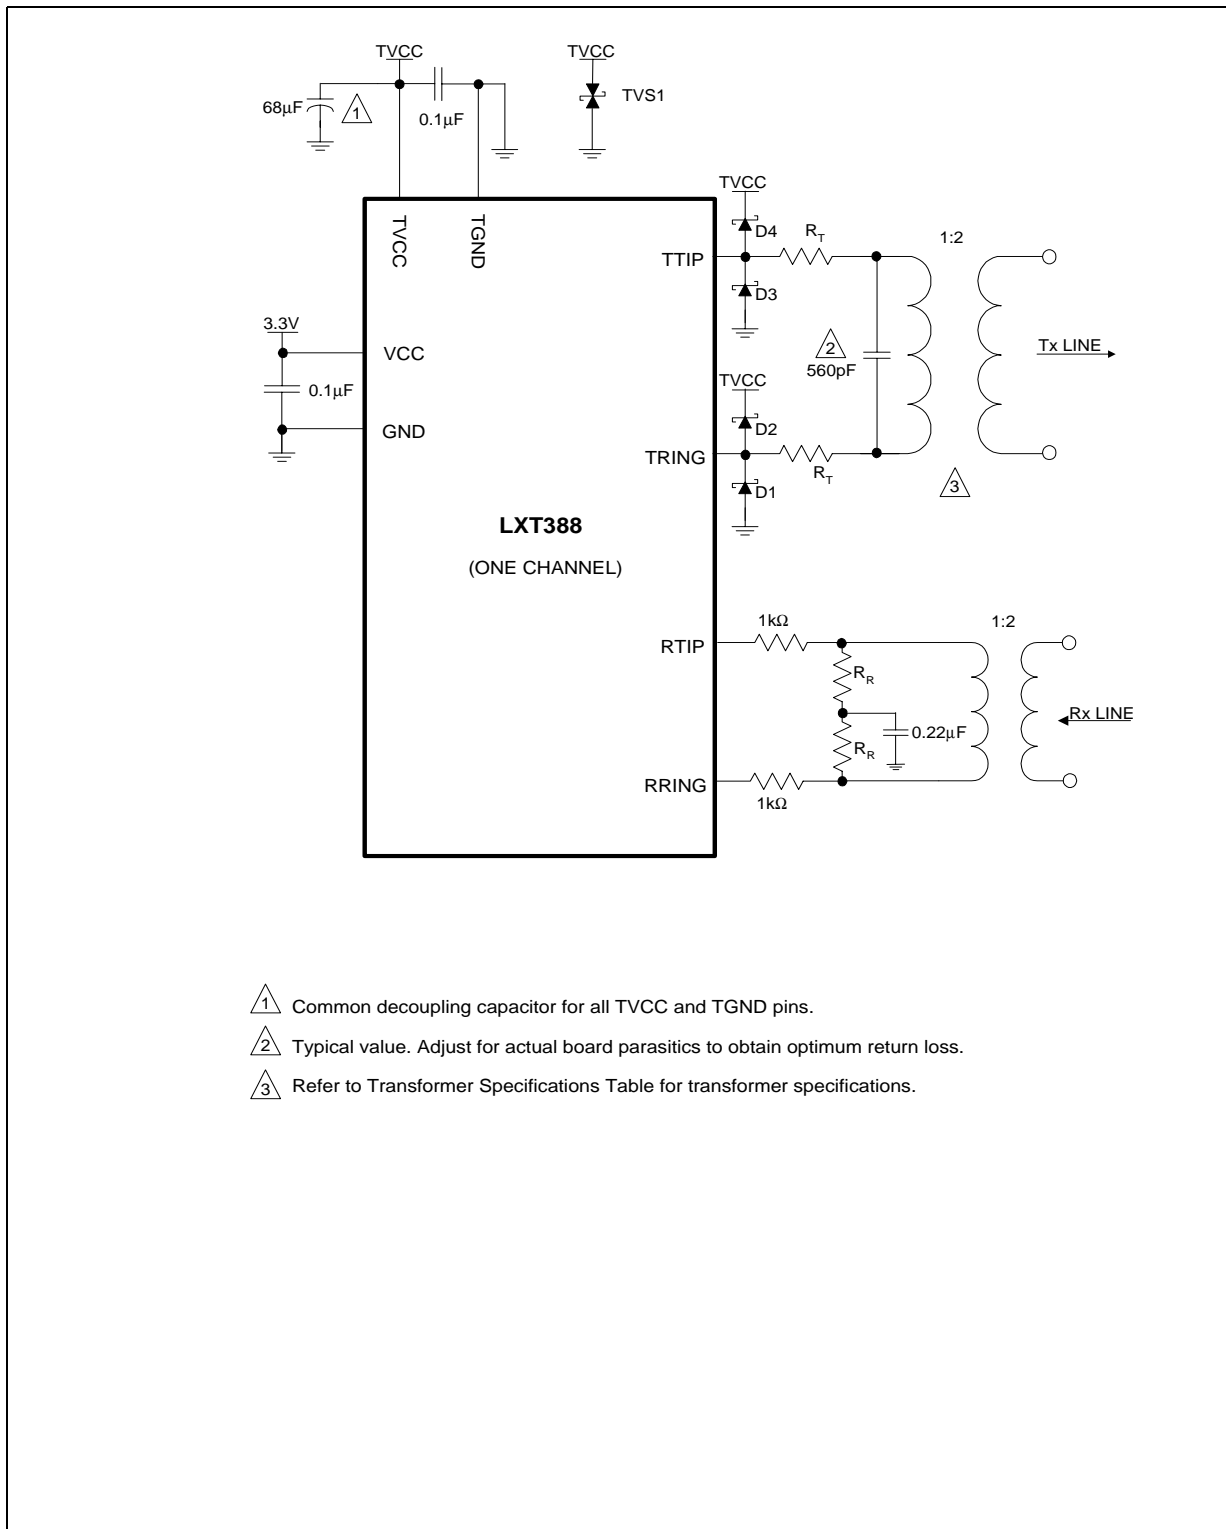 TVCC
TVCC
68µF
1
0.1µF
TVS1
TVCC
TGND
TVCC
D4
R_T
1:2
TTIP
D3
3.3V
VCC
2
Tx LINE
560pF
0.1µF
TVCC
D2
GND
TRING
R_T
3
D1
LXT388
(ONE CHANNEL)
1kΩ
1:2
RTIP
R_R
Rx LINE
0.22µF
R_R
RRING
1kΩ
1 Common decoupling capacitor for all TVCC and TGND pins.
2 Typical value. Adjust for actual board parasitics to obtain optimum return loss.
3 Refer to Transformer Specifications Table for transformer specifications.